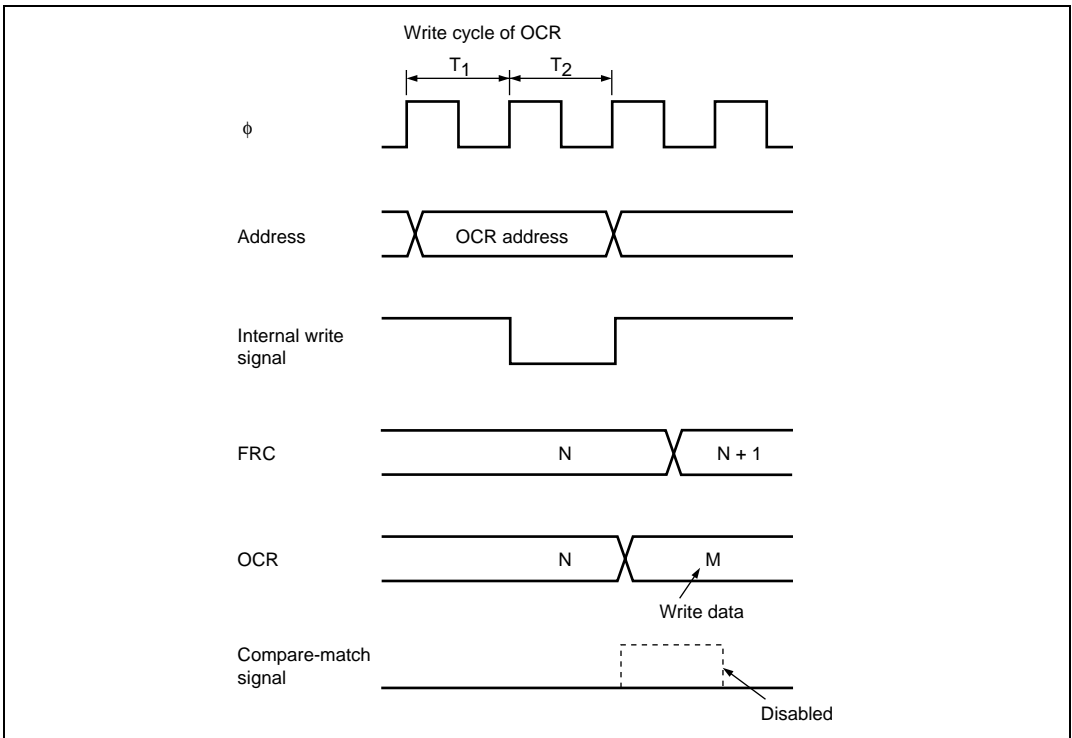 Write cycle of OCR
T1 T2
φ
Address
OCR address
Internal write
signal
FRC
N
N + 1
OCR
N
M
Write data
Compare-match
signal
Disabled